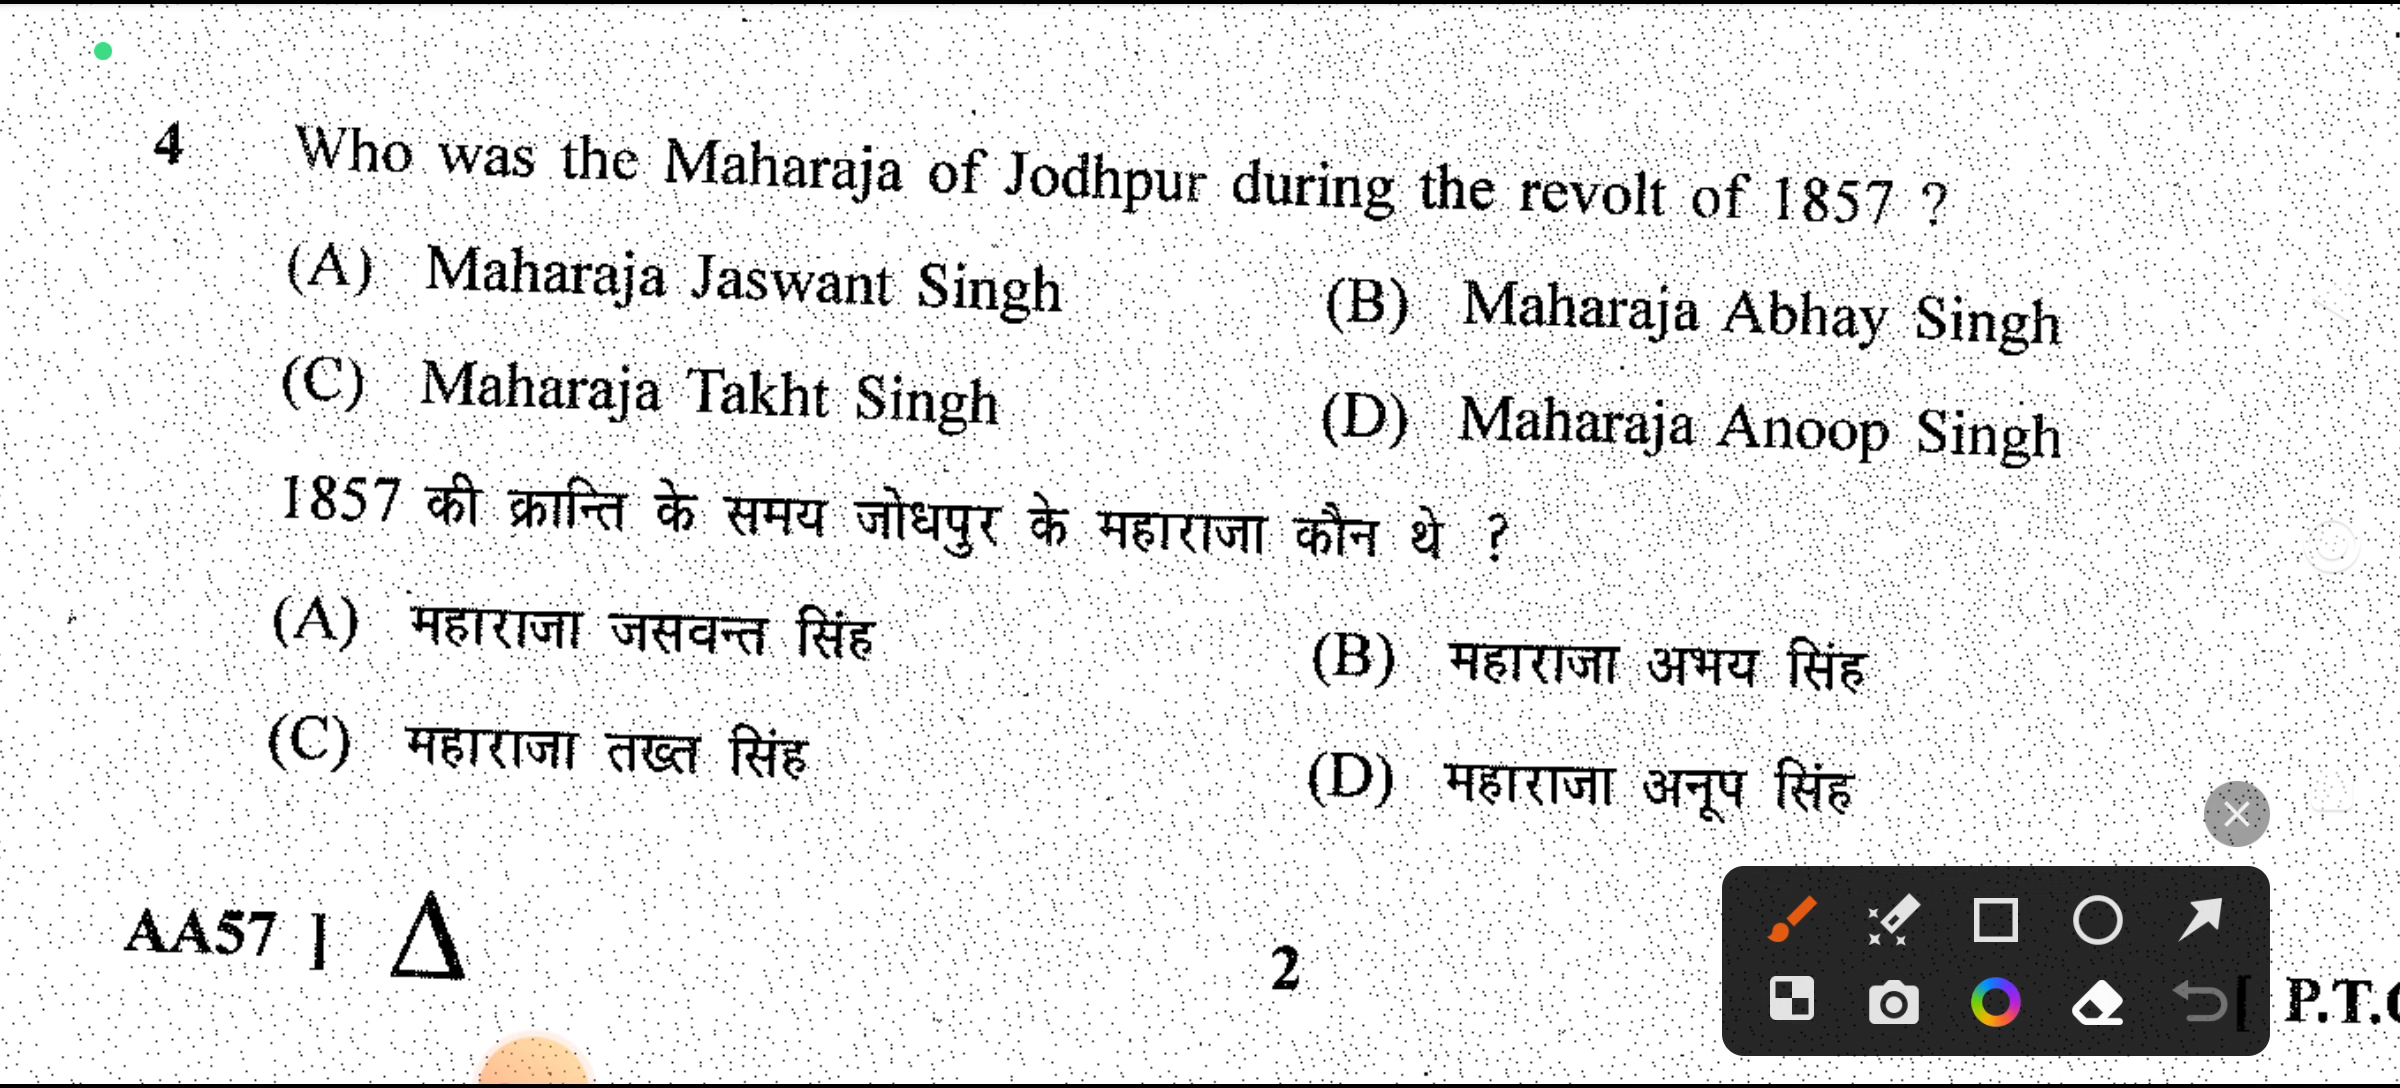 4 Who was the Maharaja of Jodhpur during the revolt of 1857 ?
(A) Maharaja Jaswant Singh (B) Maharaja Abhay Singh
(C) Maharaja Takht Singh (D) Maharaja Anoop Singh
1857 की क्रान्ति के समय जोधपुर के महाराजा कौन थे ?
(A) महाराजा जसवन्त सिंह (B) महाराजा अभय सिंह
(C) महाराजा तख्त सिंह (D) महाराजा अनूप सिंह
AA57 ] Δ 2 [ P.T.